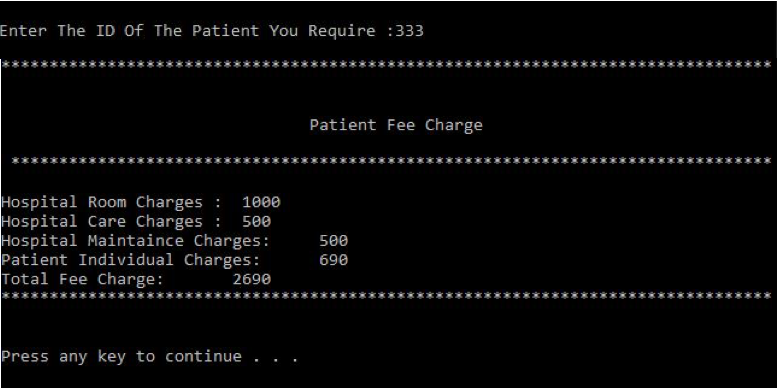 Enter The ID Of The Patient You Require :333
********************************************************************************
Patient Fee Charge
*******************************************************************************
Hospital Room Charges :  1000
Hospital Care Charges :  500
Hospital Maintaince Charges:     500
Patient Individual Charges:      690
Total Fee Charge:       2690
********************************************************************************
Press any key to continue . . .